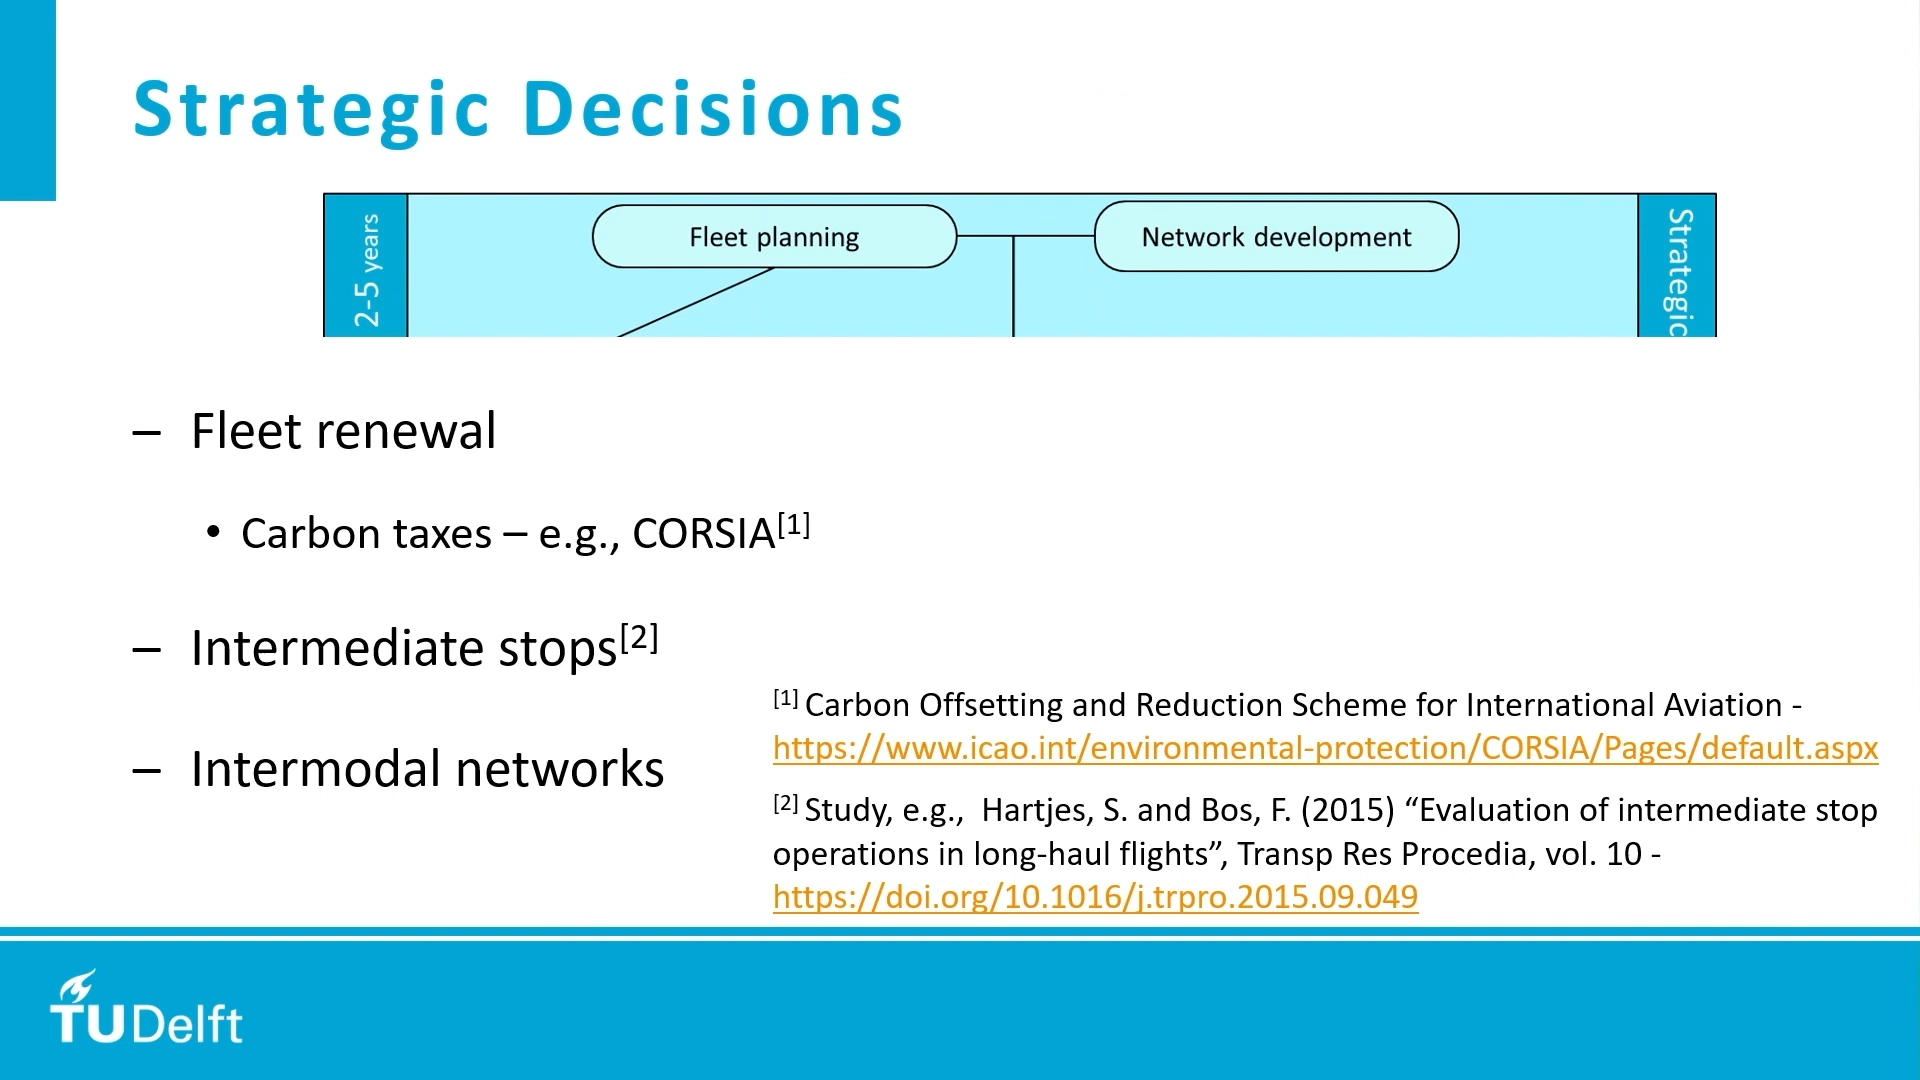 Strategic Decisions
2-5 years
Fleet planning
Network development
Strategic
– Fleet renewal
• Carbon taxes – e.g., CORSIA[1]
– Intermediate stops[2]
– Intermodal networks
[1] Carbon Offsetting and Reduction Scheme for International Aviation -
https://www.icao.int/environmental-protection/CORSIA/Pages/default.aspx
[2] Study, e.g.,  Hartjes, S. and Bos, F. (2015) “Evaluation of intermediate stop
operations in long-haul flights”, Transp Res Procedia, vol. 10 -
https://doi.org/10.1016/j.trpro.2015.09.049
TUDelft